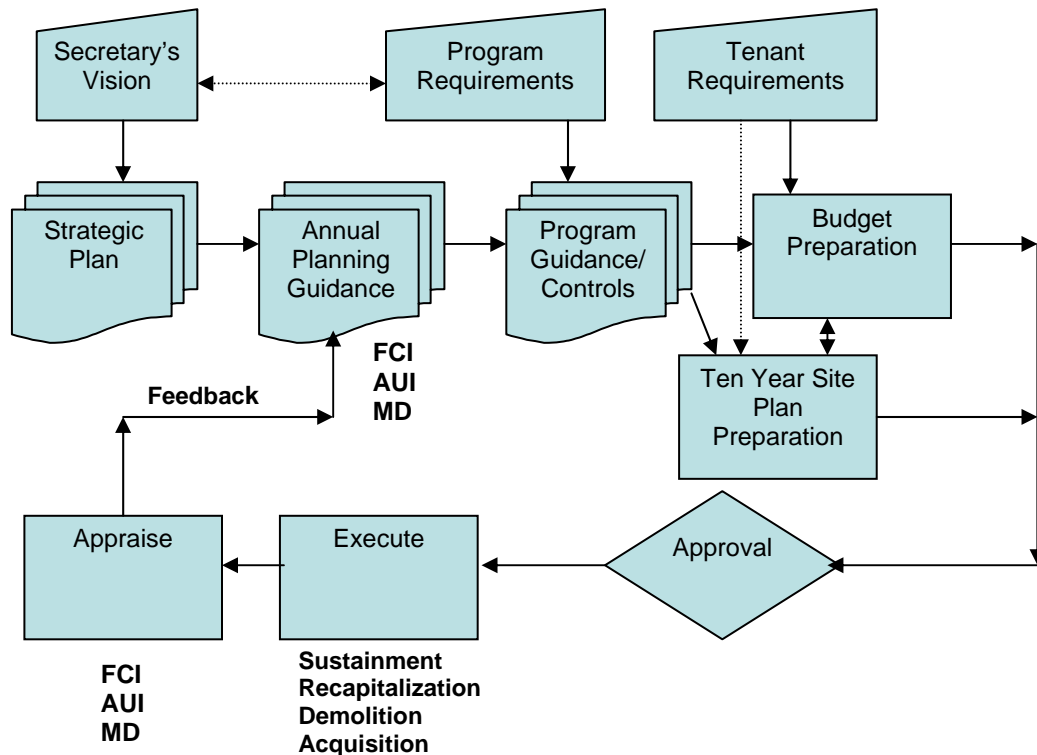 Secretary's
Vision
Program
Requirements
Tenant
Requirements
Strategic
Plan
Annual
Planning
Guidance
Program
Guidance/
Controls
Budget
Preparation
FCI
AUI
MD
Ten Year Site
Plan
Preparation
Feedback
Appraise
Execute
Approval
FCI
AUI
MD
Sustainment
Recapitalization
Demolition
Acquisition